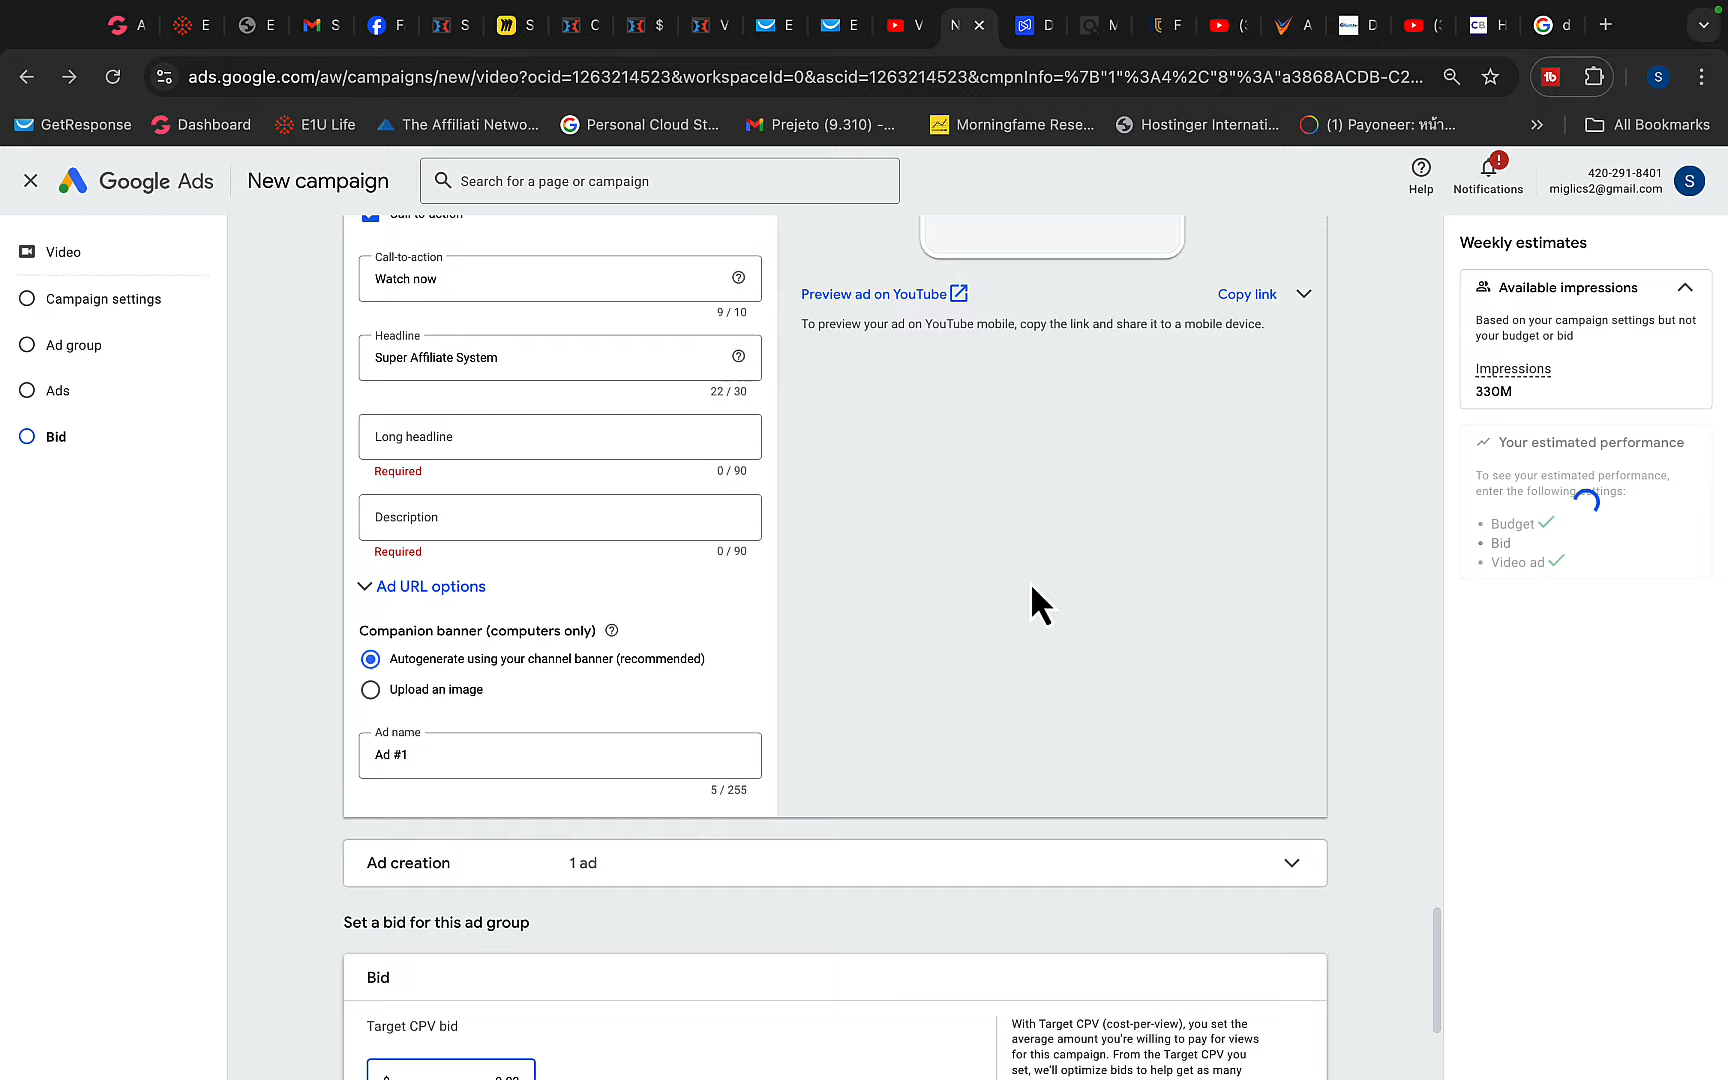 A
E
E
S
F
S
S
C
$
V
E
E
V
N
D
M
F
(
A
D
(
H
d
ads.google.com/aw/campaigns/new/video?ocid=1263214523&workspaceId=0&ascid=1263214523&cmpnInfo=%7B"1"%3A4%2C"8"%3A"a3868ACDB-C2...
S
GetResponse
Dashboard
E1U Life
The Affiliati Netwo...
Personal Cloud St...
Prejeto (9.310) -...
Morningfame Rese...
Hostinger Internati...
(1) Payoneer: หน้า...
All Bookmarks
Google Ads
New campaign
Search for a page or campaign
Help
Notifications
420-291-8401
miglics2@gmail.com
S
Video
Campaign settings
Ad group
Ads
Bid
Call to action
Call-to-action
Watch now
9 / 10
Headline
Super Affiliate System
22 / 30
Long headline
Required
0 / 90
Description
Required
0 / 90
Ad URL options
Companion banner (computers only)
Autogenerate using your channel banner (recommended)
Upload an image
Ad name
Ad #1
5 / 255
Preview ad on YouTube
Copy link
To preview your ad on YouTube mobile, copy the link and share it to a mobile device.
Ad creation
1 ad
Set a bid for this ad group
Bid
Target CPV bid
With Target CPV (cost-per-view), you set the
average amount you're willing to pay for views
for this campaign. From the Target CPV you
set, we'll optimize bids to help get as many
Weekly estimates
Available impressions
Based on your campaign settings but not
your budget or bid
Impressions
330M
Your estimated performance
To see your estimated performance,
enter the following settings:
Budget
Bid
Video ad